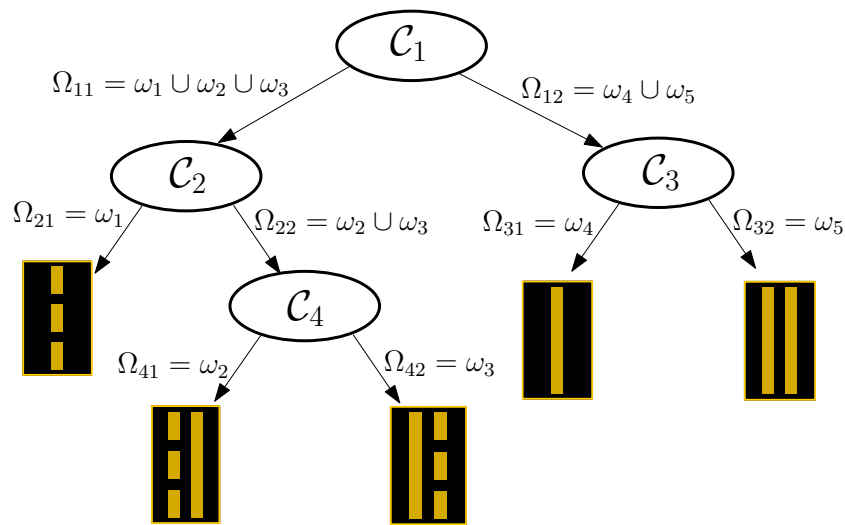 𝒞₁
Ω₁₁ = ω₁ ∪ ω₂ ∪ ω₃
Ω₁₂ = ω₄ ∪ ω₅
𝒞₂
𝒞₃
Ω₂₁ = ω₁
Ω₂₂ = ω₂ ∪ ω₃
Ω₃₁ = ω₄
Ω₃₂ = ω₅
𝒞₄
Ω₄₁ = ω₂
Ω₄₂ = ω₃